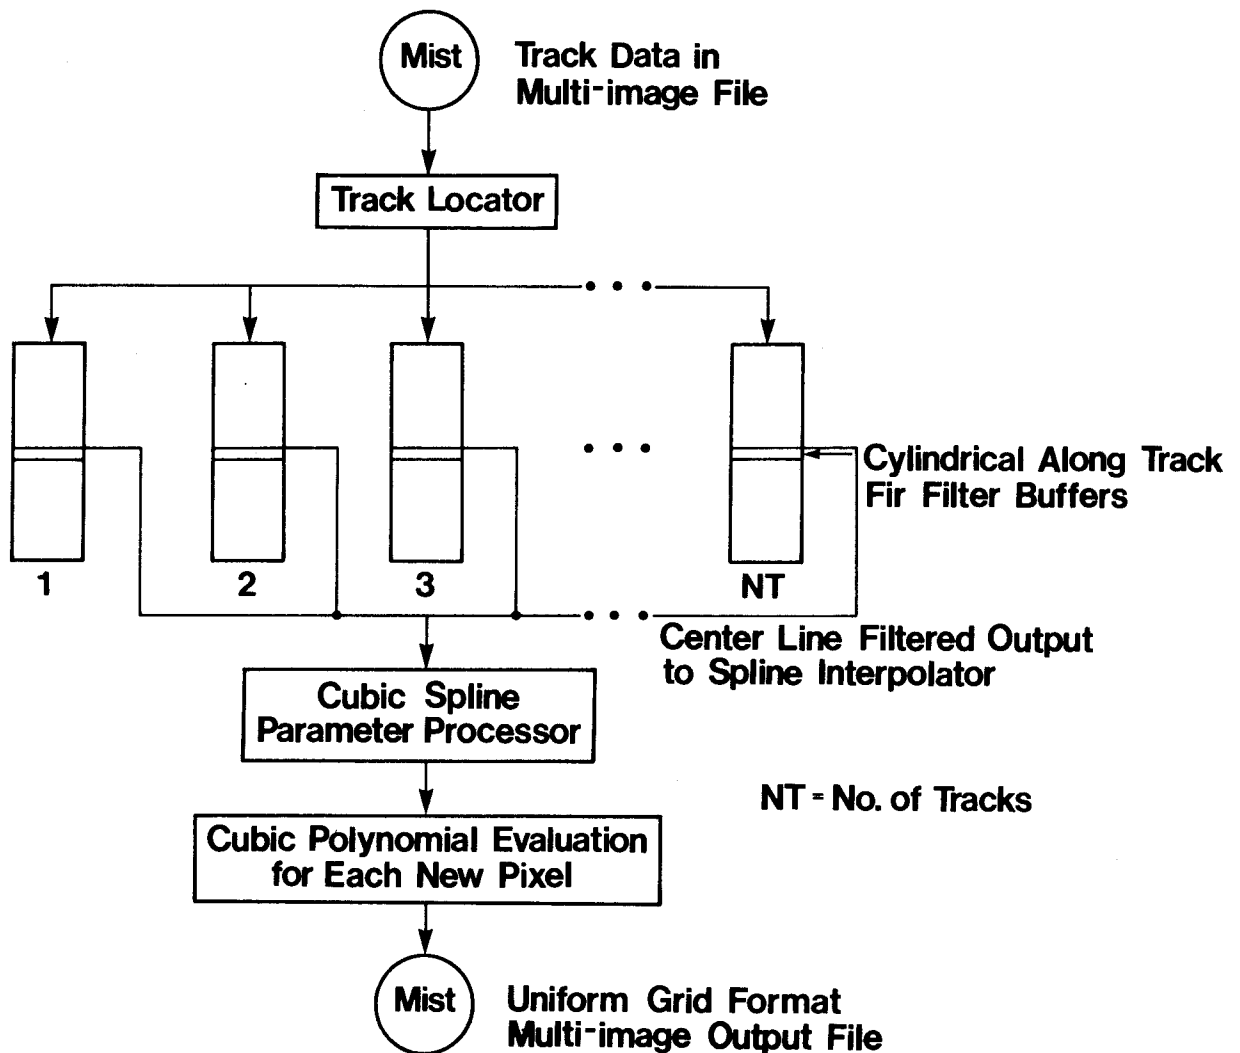 Mist
Track Data in
Multi-image File
Track Locator
• • •
• • •
Cylindrical Along Track
Fir Filter Buffers
1
2
3
NT
• • •
Center Line Filtered Output
to Spline Interpolator
Cubic Spline
Parameter Processor
NT = No. of Tracks
Cubic Polynomial Evaluation
for Each New Pixel
Mist
Uniform Grid Format
Multi-image Output File